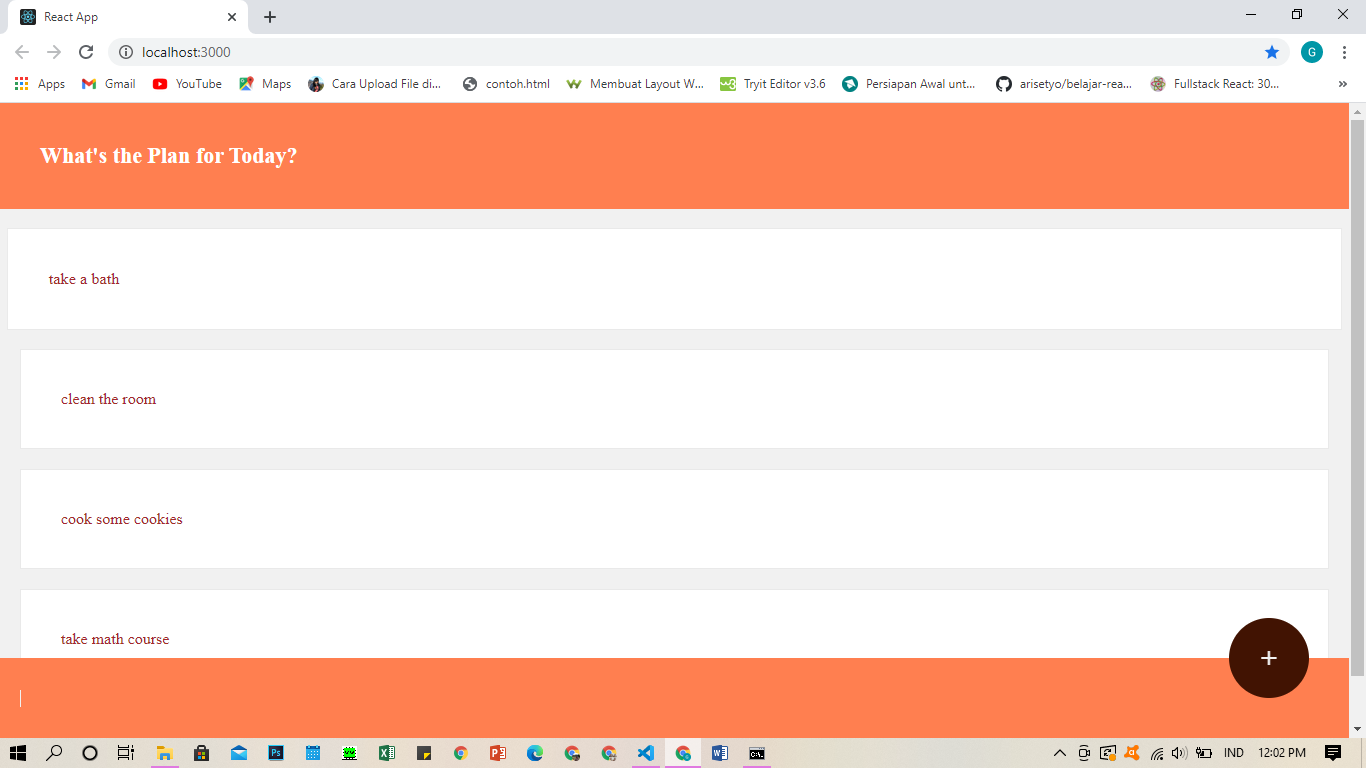 React App
localhost:3000
Apps Gmail YouTube Maps Cara Upload File di... contoh.html Membuat Layout W... Tryit Editor v3.6 Persiapan Awal unt... arisetyo/belajar-rea... Fullstack React: 30... »
G
What's the Plan for Today?
take a bath
clean the room
cook some cookies
take math course
+
IND 12:02 PM